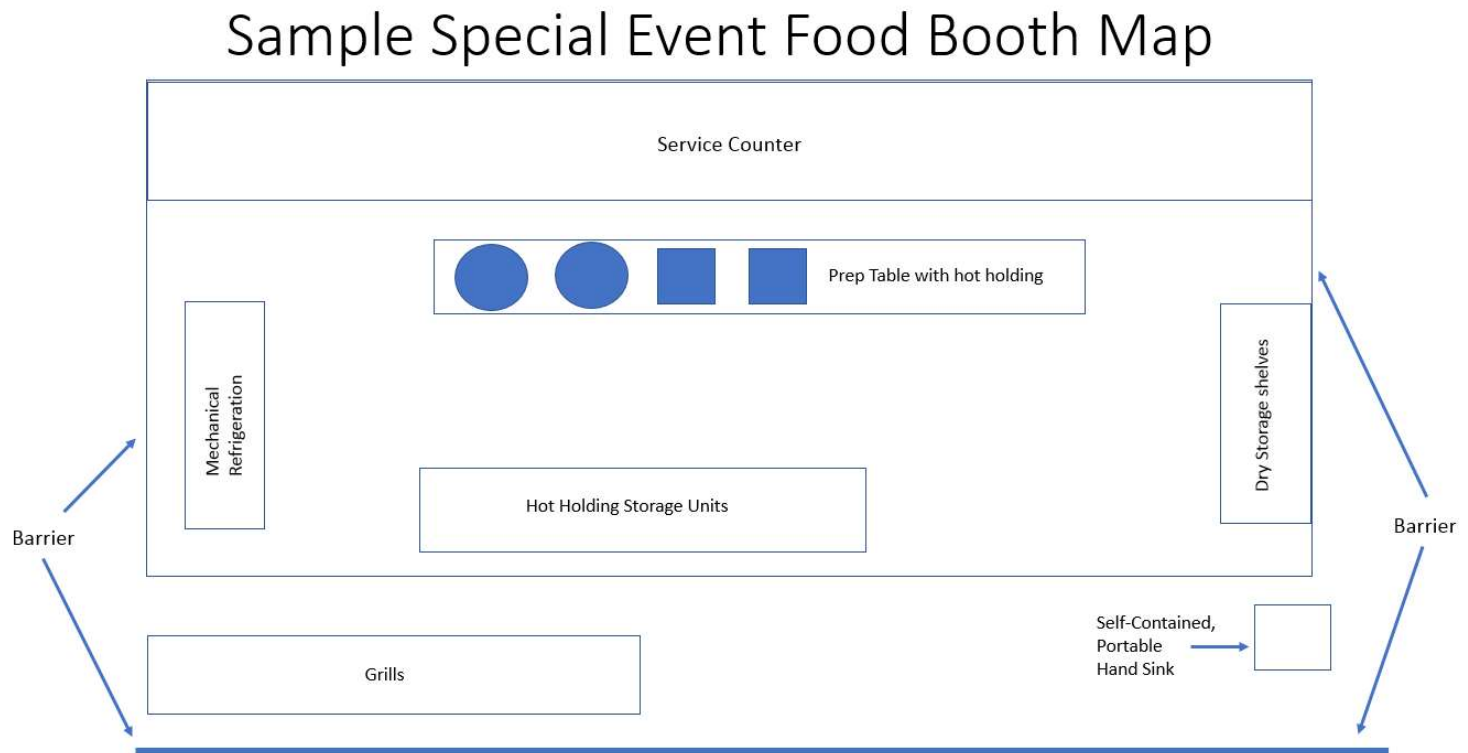 Sample Special Event Food Booth Map
Service Counter
Prep Table with hot holding
Mechanical
Refrigeration
Dry Storage shelves
Hot Holding Storage Units
Barrier
Barrier
Self-Contained,
Portable
Hand Sink
Grills